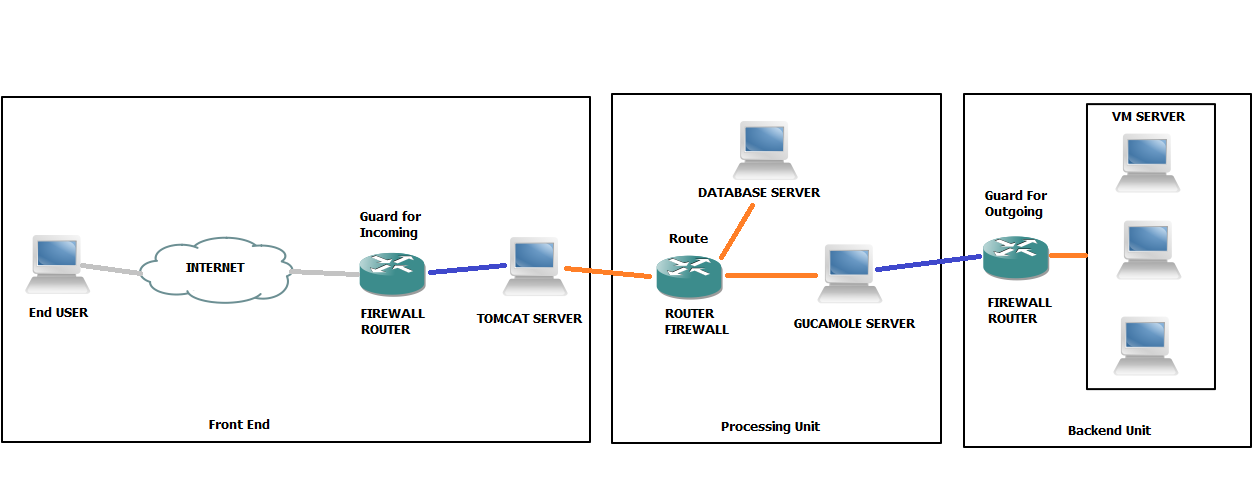 VM SERVER
DATABASE SERVER
Guard For
Outgoing
Guard for
Incoming
Route
INTERNET
End USER
FIREWALL
ROUTER
TOMCAT SERVER
ROUTER
FIREWALL
GUCAMOLE SERVER
FIREWALL
ROUTER
Front End
Processing Unit
Backend Unit